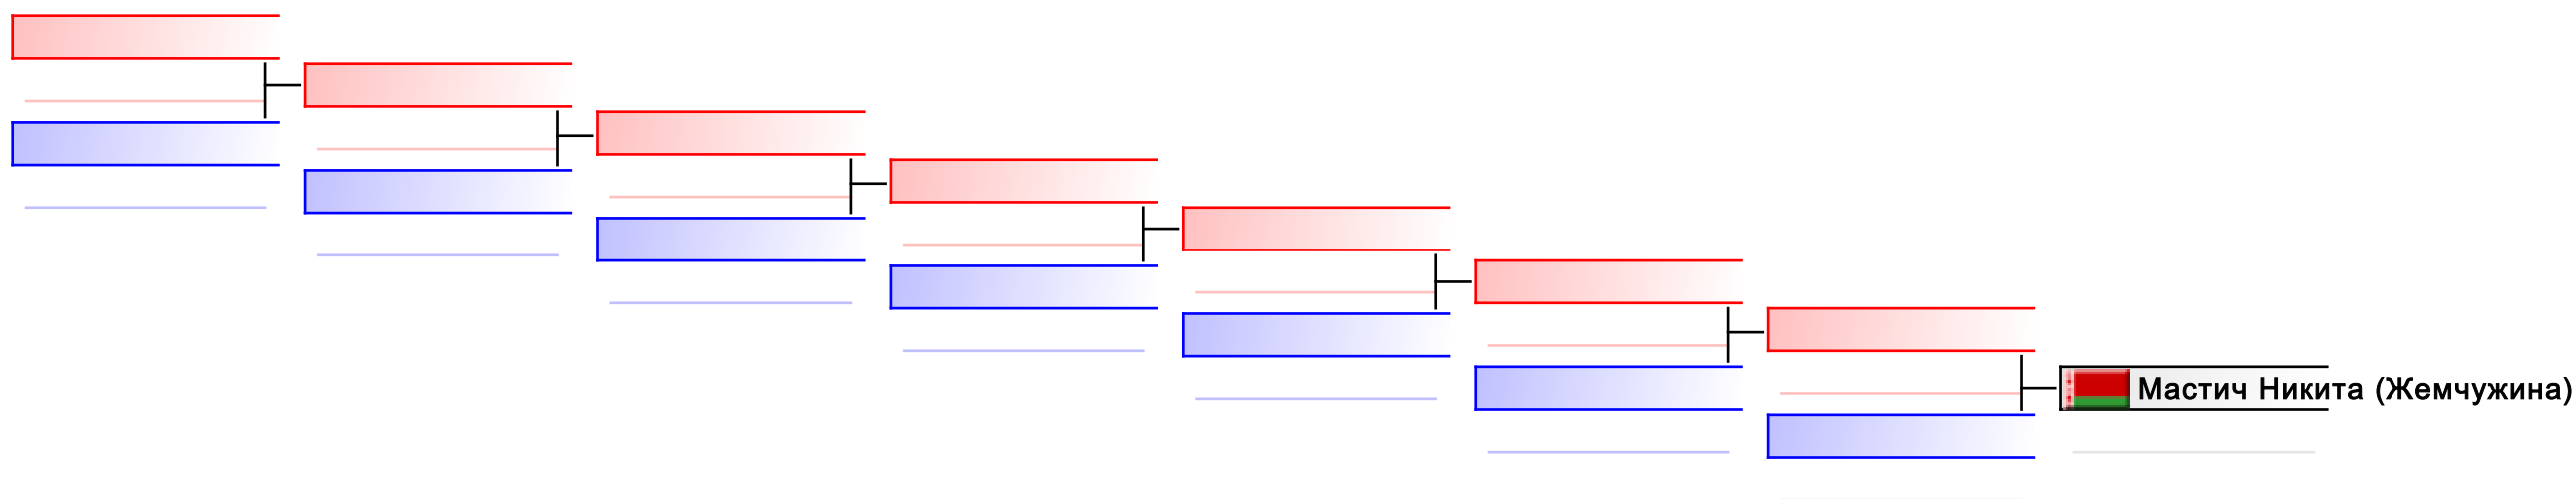 Мастич Никита (Жемчужина)